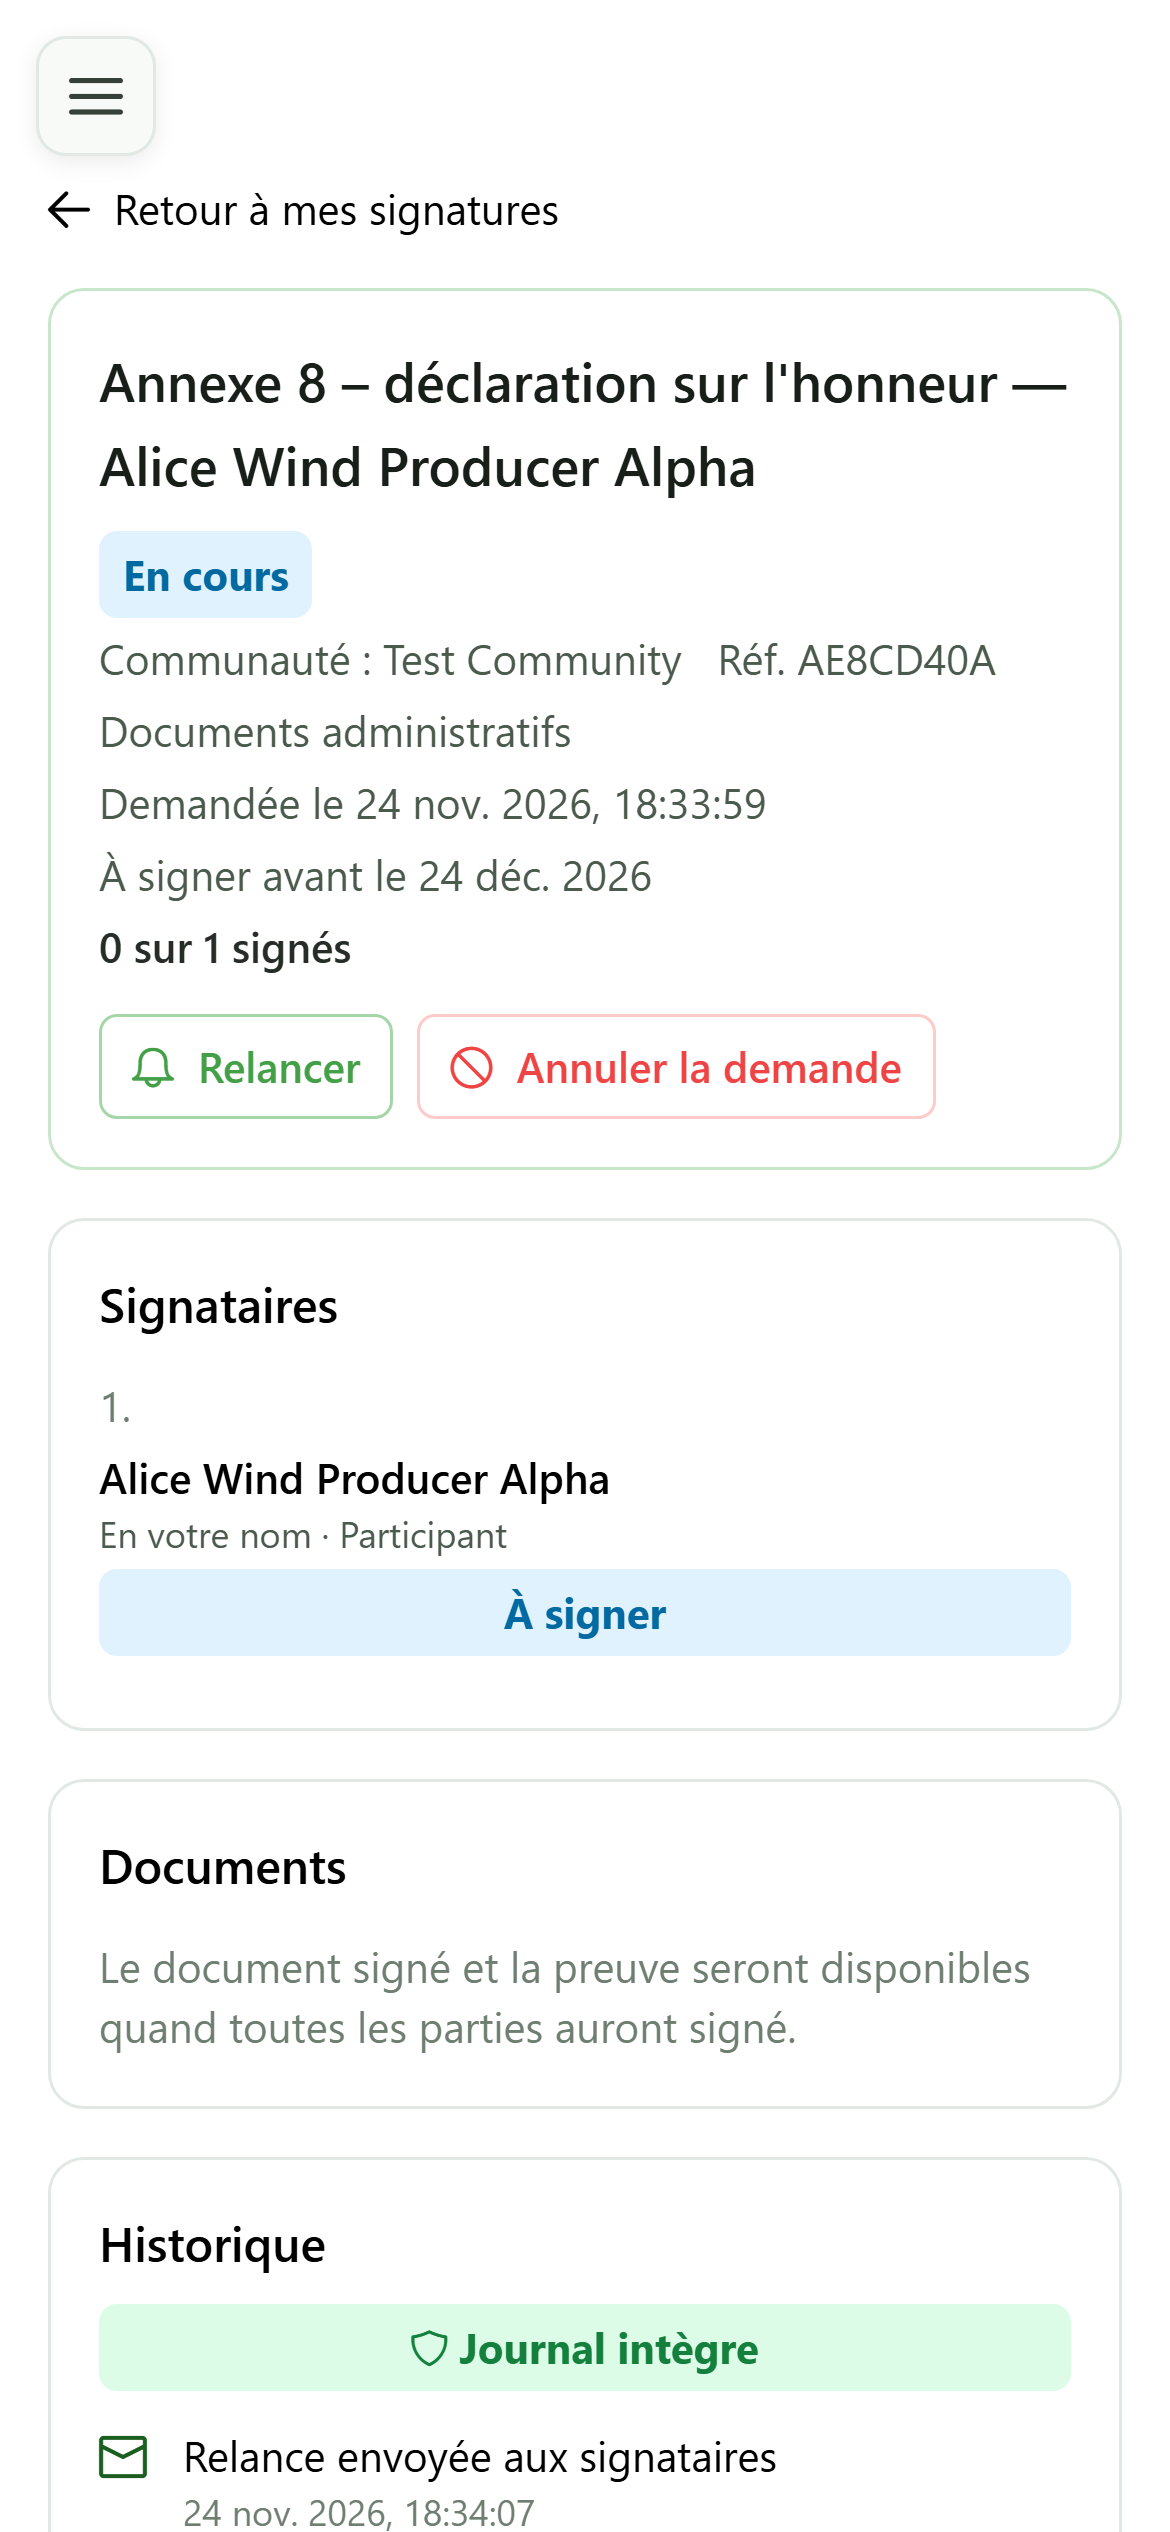 Retour à mes signatures
Annexe 8 – déclaration sur l'honneur —
Alice Wind Producer Alpha
En cours
Communauté : Test Community Réf. AE8CD40A
Documents administratifs
Demandée le 24 nov. 2026, 18:33:59
À signer avant le 24 déc. 2026
0 sur 1 signés
Relancer Annuler la demande
Signataires
1.
Alice Wind Producer Alpha
En votre nom · Participant
À signer
Documents
Le document signé et la preuve seront disponibles
quand toutes les parties auront signé.
Historique
Journal intègre
Relance envoyée aux signataires
24 nov. 2026, 18:34:07